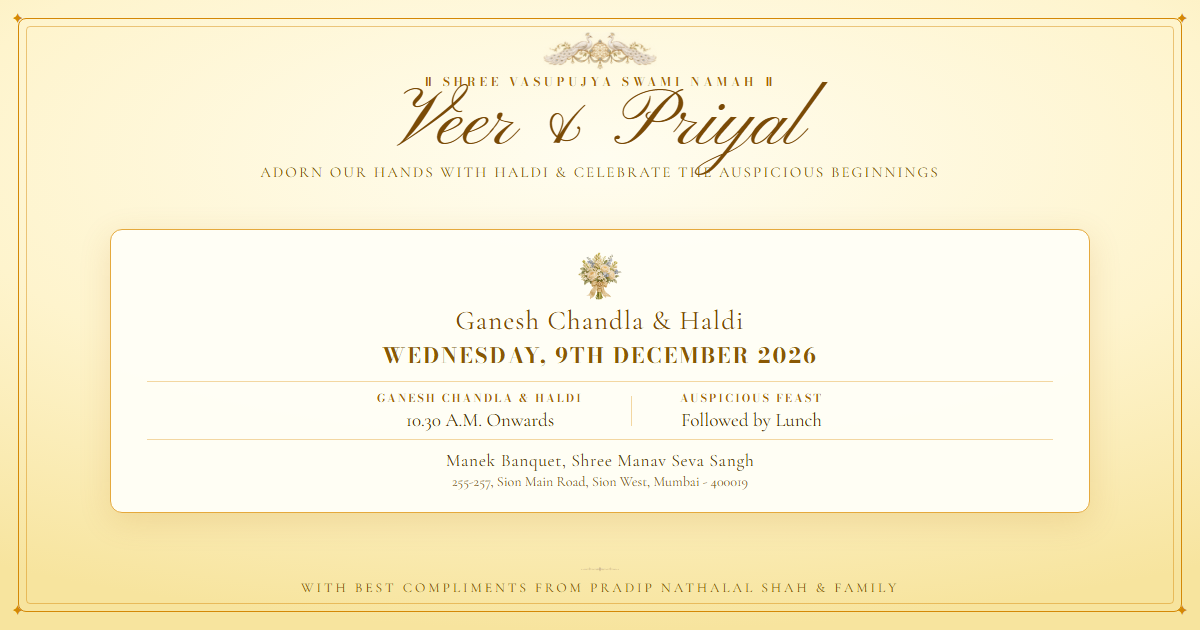 ॥ SHREE VASUPUJYA SWAMI NAMAH ॥
Veer & Priyal
ADORN OUR HANDS WITH HALDI & CELEBRATE THE AUSPICIOUS BEGINNINGS
Ganesh Chandla & Haldi
WEDNESDAY, 9TH DECEMBER 2026
GANESH CHANDLA & HALDI
10.30 A.M. Onwards
AUSPICIOUS FEAST
Followed by Lunch
Manek Banquet, Shree Manav Seva Sangh
255-257, Sion Main Road, Sion West, Mumbai - 400019
WITH BEST COMPLIMENTS FROM PRADIP NATHALAL SHAH & FAMILY